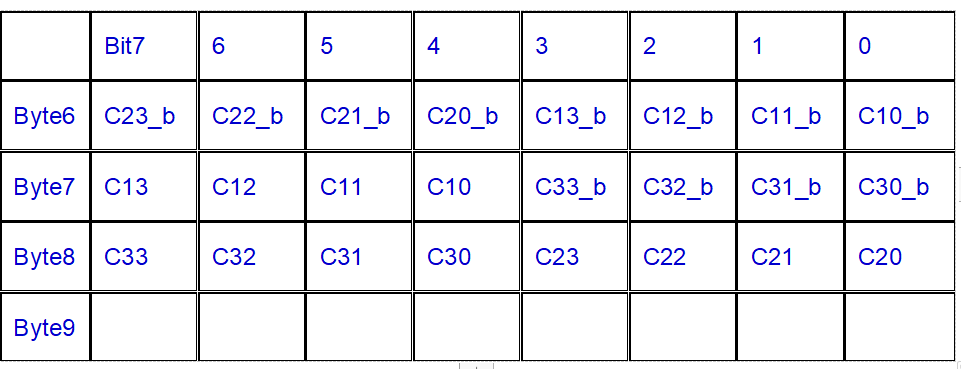 Bit7 6 5 4 3 2 1 0
Byte6 C23_b C22_b C21_b C20_b C13_b C12_b C11_b C10_b
Byte7 C13 C12 C11 C10 C33_b C32_b C31_b C30_b
Byte8 C33 C32 C31 C30 C23 C22 C21 C20
Byte9